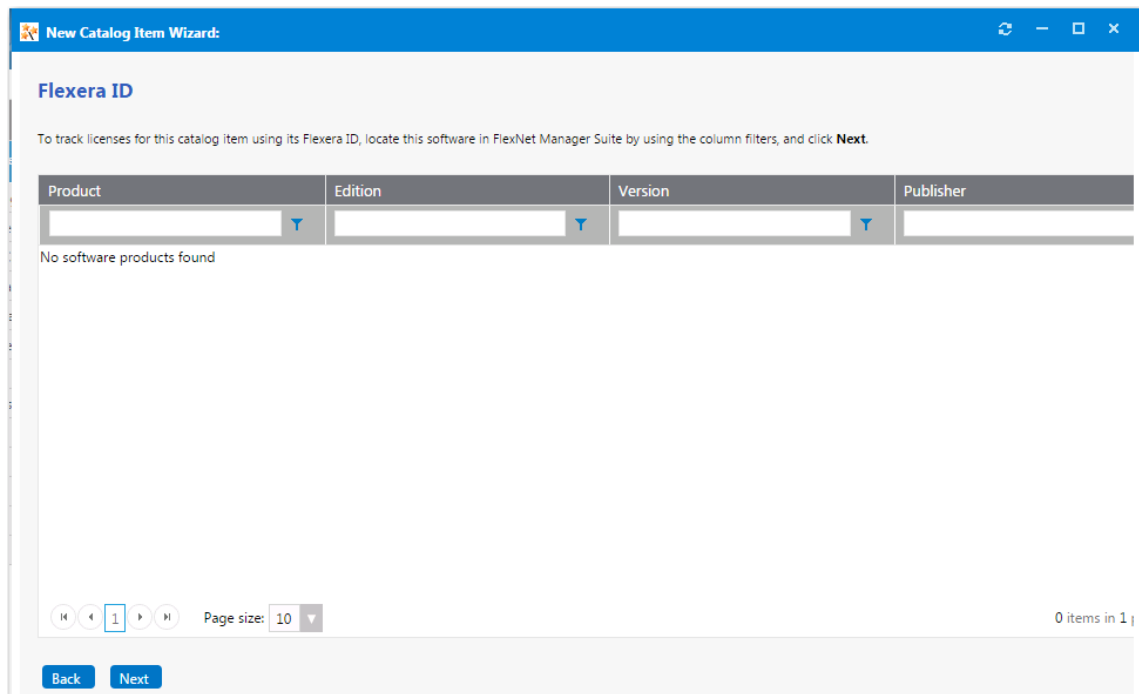 New Catalog Item Wizard:
Flexera ID
To track licenses for this catalog item using its Flexera ID, locate this software in FlexNet Manager Suite by using the column filters, and click Next.
Product Edition Version Publisher
No software products found
1 Page size: 10 0 items in 1
Back Next